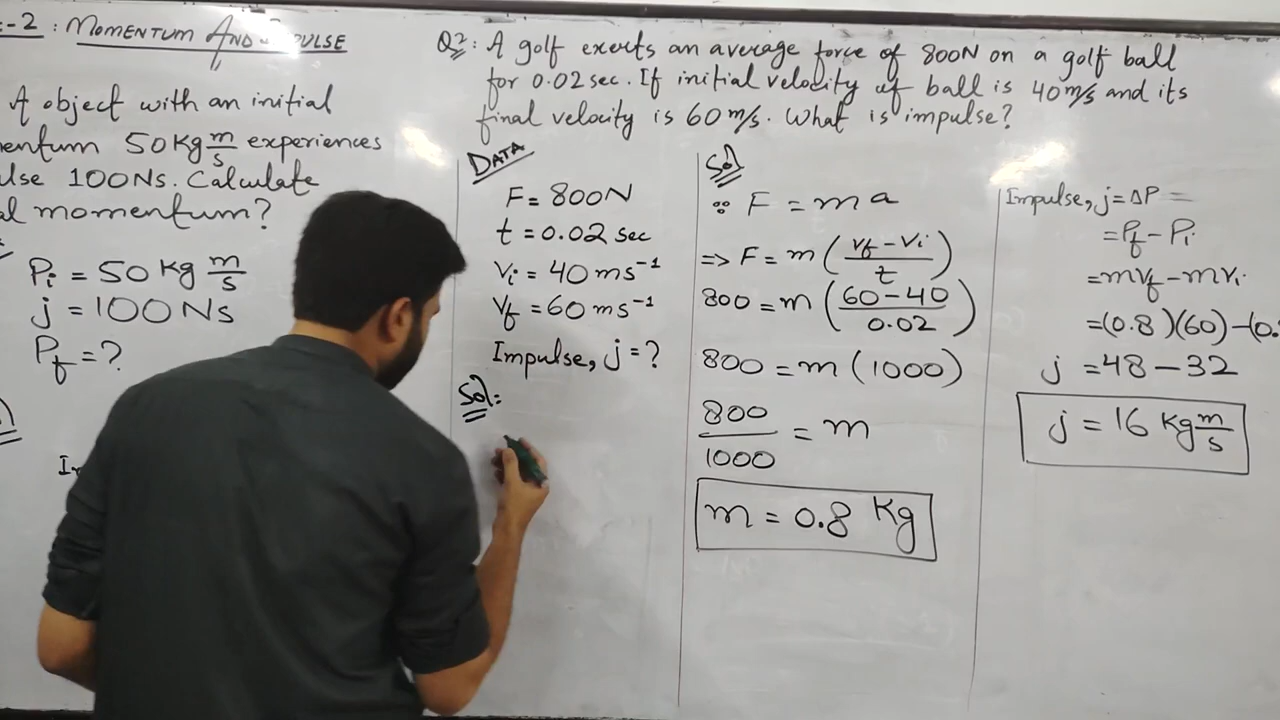 -2 : MOMENTUM AND
A object with an initial
50 Kg m/s experiences
100 Ns. Calculate
momentum?
Pi = 50 kg m/s
j = 100 Ns
Pf = ?
Q2: A golf exerts an average force of 800N on a golf ball
for 0.02 sec. If initial velocity of ball is 40 m/s and its
final velocity is 60 m/s. What is impulse?
DATA
F = 800N
t = 0.02 sec
Vi = 40 ms⁻¹
Vf = 60 ms⁻¹
Impulse, j = ?
Sol:
Sol
∵ F = ma
=> F = m ( (Vf - Vi) / t )
800 = m ( (60 - 40) / 0.02 )
800 = m (1000)
800 / 1000 = m
m = 0.8 Kg
Impulse, j = ΔP =
= Pf - Pi
= mVf - mVi
= (0.8)(60) - (0.
j = 48 - 32
j = 16 kg m/s